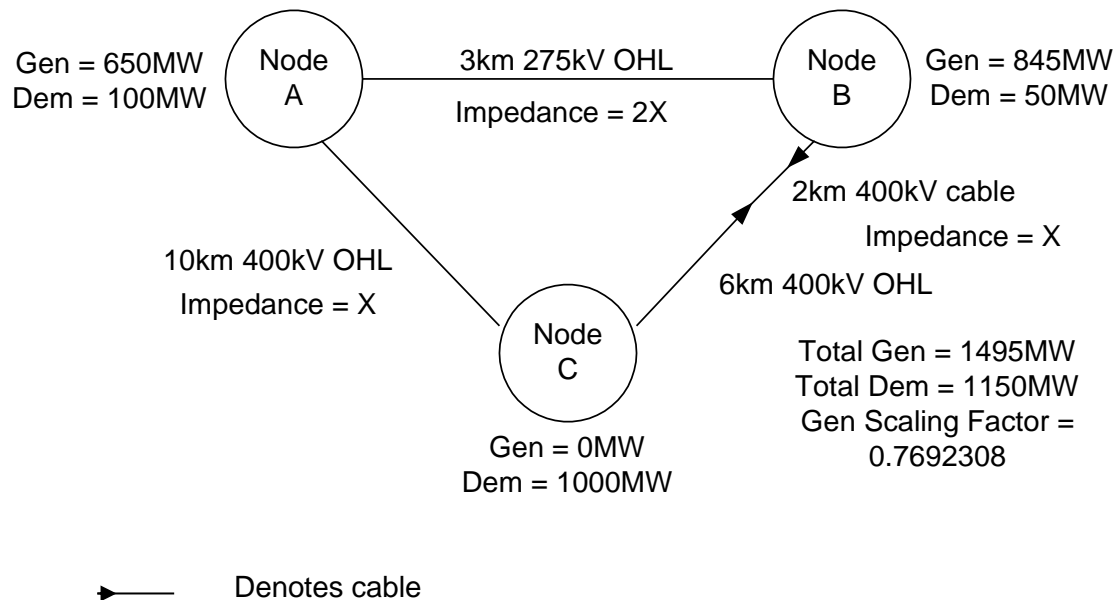 Gen = 650MW
Dem = 100MW
Node
A
3km 275kV OHL
Impedance = 2X
Node
B
Gen = 845MW
Dem = 50MW
2km 400kV cable
Impedance = X
10km 400kV OHL
Impedance = X
6km 400kV OHL
Node
C
Total Gen = 1495MW
Total Dem = 1150MW
Gen Scaling Factor =
0.7692308
Gen = 0MW
Dem = 1000MW
Denotes cable